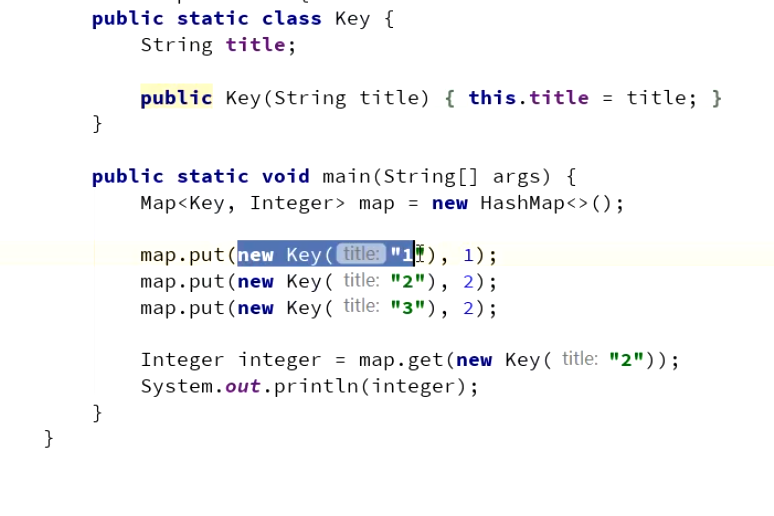 public static class Key {
String title;
public Key(String title) { this.title = title; }
}
public static void main(String[] args) {
Map<Key, Integer> map = new HashMap<>();
map.put(new Key( title: "1"), 1);
map.put(new Key( title: "2"), 2);
map.put(new Key( title: "3"), 2);
Integer integer = map.get(new Key( title: "2"));
System.out.println(integer);
}
}